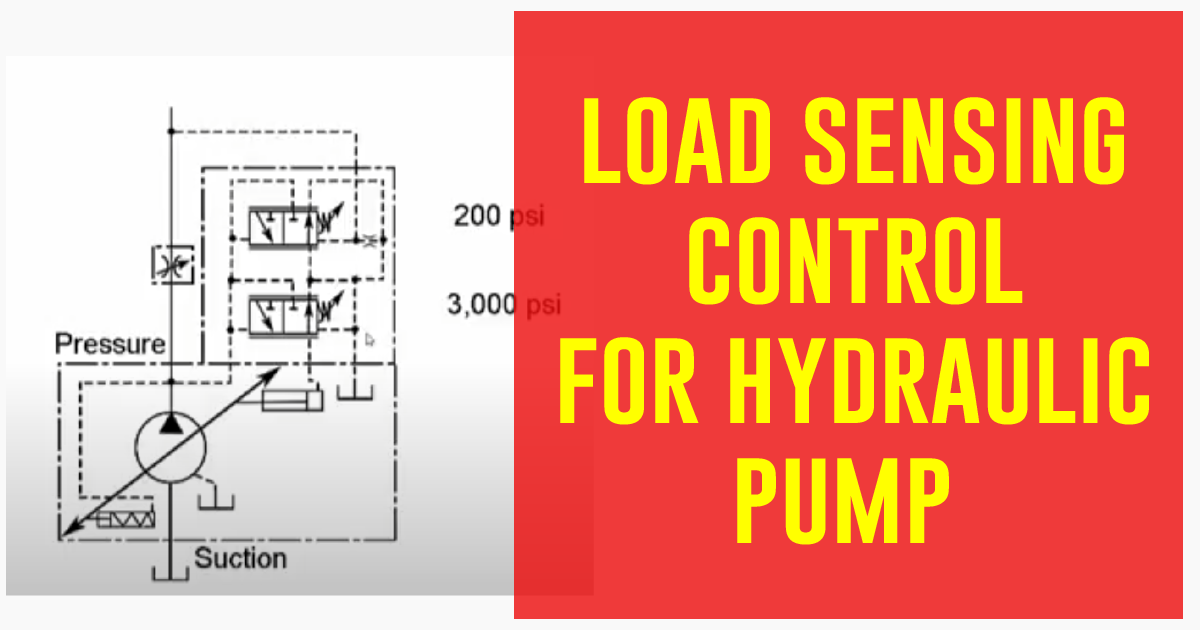 200 psi
3,000 psi
Pressure
Suction
LOAD SENSING
CONTROL
FOR HYDRAULIC
PUMP